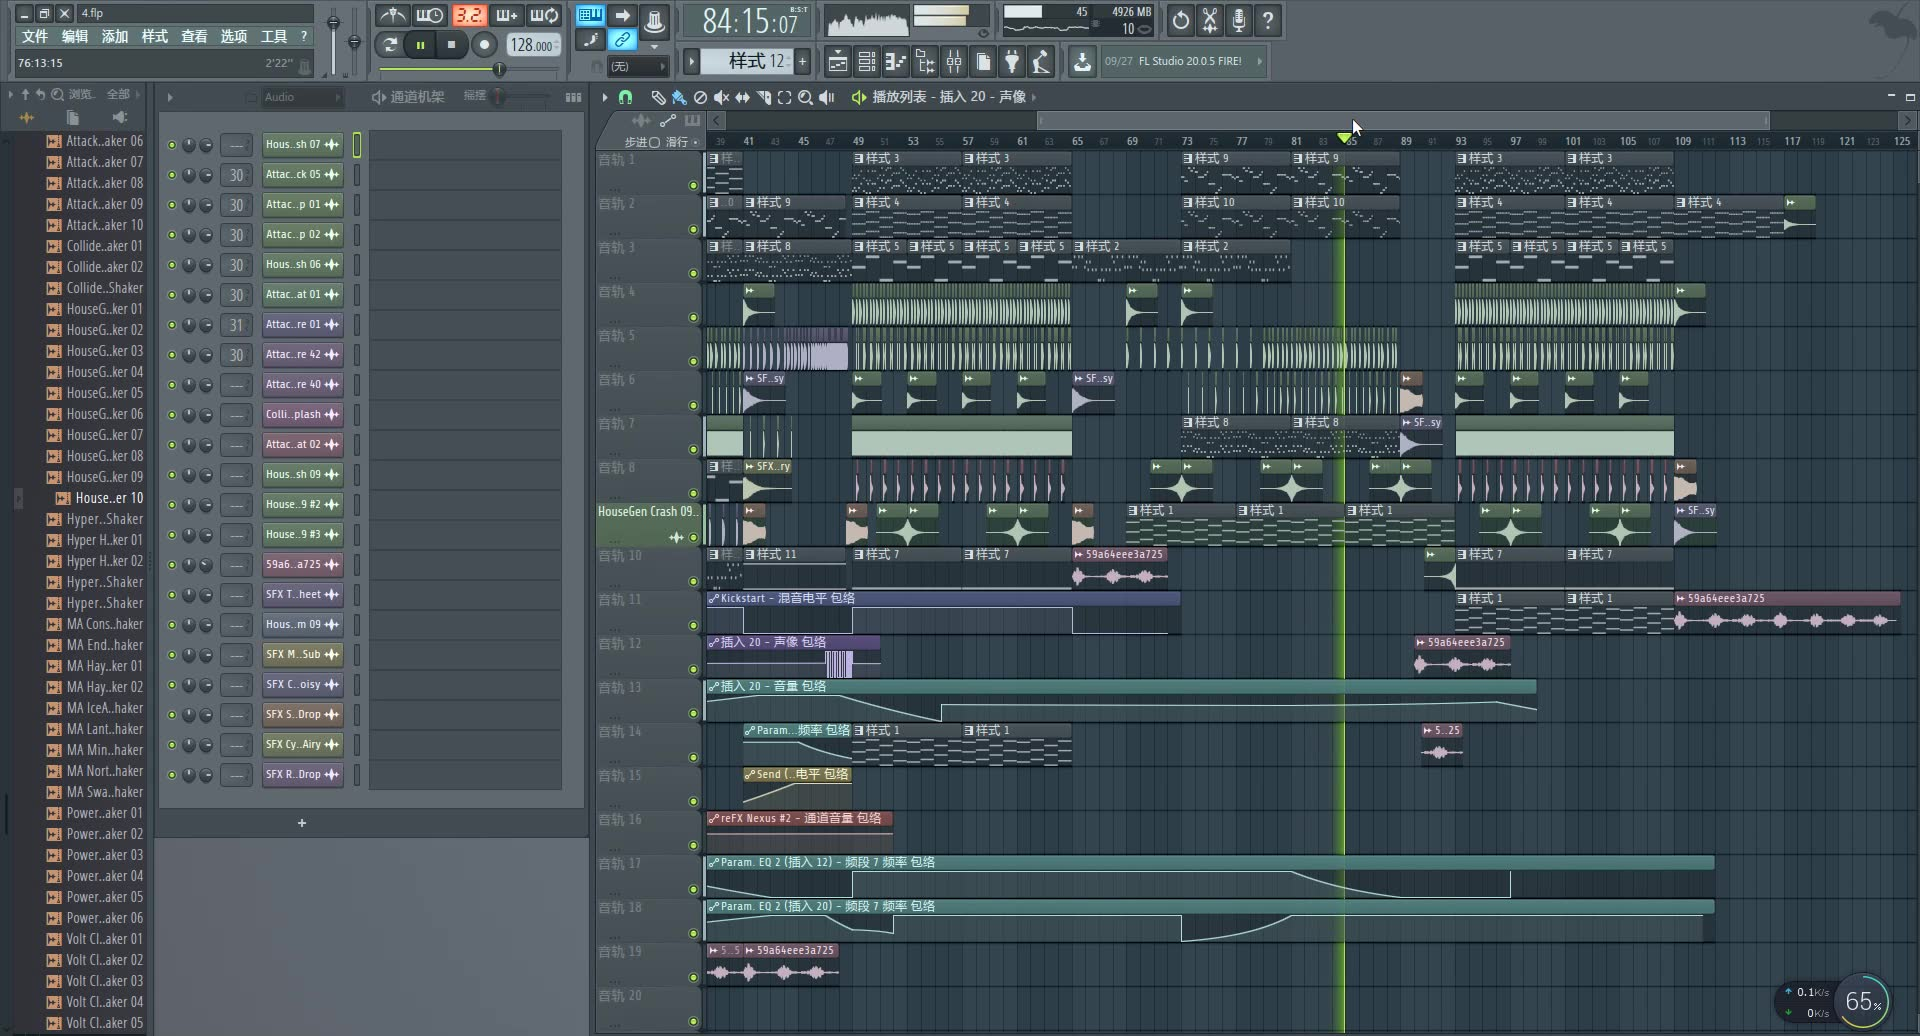 4.flp
文件 编辑 添加 样式 查看 选项 工具 ?
76:13:15 2'22"
3.2.
128.000
(无)
B:S:T
84:15:07
样式 12 +
45 4926 MB
10
09/27 FL Studio 20.0.5 FIRE!
浏览.. 全部
Audio
通道机架 摇摆
播放列表 - 插入 20 - 声像
步进 滑行
39 41 43 45 47 49 51 53 55 57 59 61 63 65 67 69 71 73 75 77 79 81 83 85 87 89 91 93 95 97 99 101 103 105 107 109 111 113 115 117 119 121 123 125
Attack..aker 06
Attack..aker 07
Attack..aker 08
Attack..aker 09
Attack..aker 10
Collide..aker 01
Collide..aker 02
Collide..Shaker
HouseG..ker 01
HouseG..ker 02
HouseG..ker 03
HouseG..ker 04
HouseG..ker 05
HouseG..ker 06
HouseG..ker 07
HouseG..ker 08
HouseG..ker 09
House..er 10
Hyper..Shaker
Hyper H..ker 01
Hyper H..ker 02
Hyper..Shaker
Hyper..Shaker
MA Cons..haker
MA End..haker
MA Hay..ker 01
MA Hay..ker 02
MA IceA..haker
MA Lant..haker
MA Min..haker
MA Nort..haker
MA Swa..haker
Power..aker 01
Power..aker 02
Power..aker 03
Power..aker 04
Power..aker 05
Power..aker 06
Volt Cl..aker 01
Volt Cl..aker 02
Volt Cl..aker 03
Volt Cl..aker 04
Volt Cl..aker 05
--- Hous..sh 07
30 Attac..ck 05
30 Attac..p 01
30 Attac..p 02
30 Hous..sh 06
30 Attac..at 01
31 Attac..re 01
30 Attac..re 42
--- Attac..re 40
--- Colli..plash
--- Attac..at 02
--- Hous..sh 09
--- House..9 #2
--- House..9 #3
--- 59a6..a725
--- SFX T..heet
--- Hous..m 09
--- SFX M..Sub
--- SFX C..oisy
--- SFX S..Drop
--- SFX Cy..Airy
--- SFX R..Drop
+
音轨 1 样.. 样式 3 样式 3 样式 9 样式 9 样式 3 样式 3
音轨 2 ..0 样式 9 样式 4 样式 4 样式 10 样式 10 样式 4 样式 4 样式 4
音轨 3 样.. 样式 8 样式 5 样式 5 样式 5 样式 5 样式 2 样式 2 样式 5 样式 5 样式 5 样式 5
音轨 4
音轨 5
音轨 6 SF..sy SF..sy
音轨 7 样式 8 样式 8 SF..sy
音轨 8 样.. SFX..ry
HouseGen Crash 09.. 样式 1 样式 1 样式 1 SF..sy
音轨 10 样.. 样式 11 样式 7 样式 7 59a64eee3a725 样式 7 样式 7
音轨 11 Kickstart - 混音电平 包络 样式 1 样式 1 59a64eee3a725
音轨 12 插入 20 - 声像 包络 59a64eee3a725
音轨 13 插入 20 - 音量 包络
音轨 14 Param...频率 包络 样式 1 样式 1 5..25
音轨 15 Send (..电平 包络
音轨 16 reFX Nexus #2 - 通道音量 包络
音轨 17 Param. EQ 2 (插入 12) - 频段 7 频率 包络
音轨 18 Param. EQ 2 (插入 20) - 频段 7 频率 包络
音轨 19 5..5 59a64eee3a725
音轨 20
0.1K/s
0K/s
65%